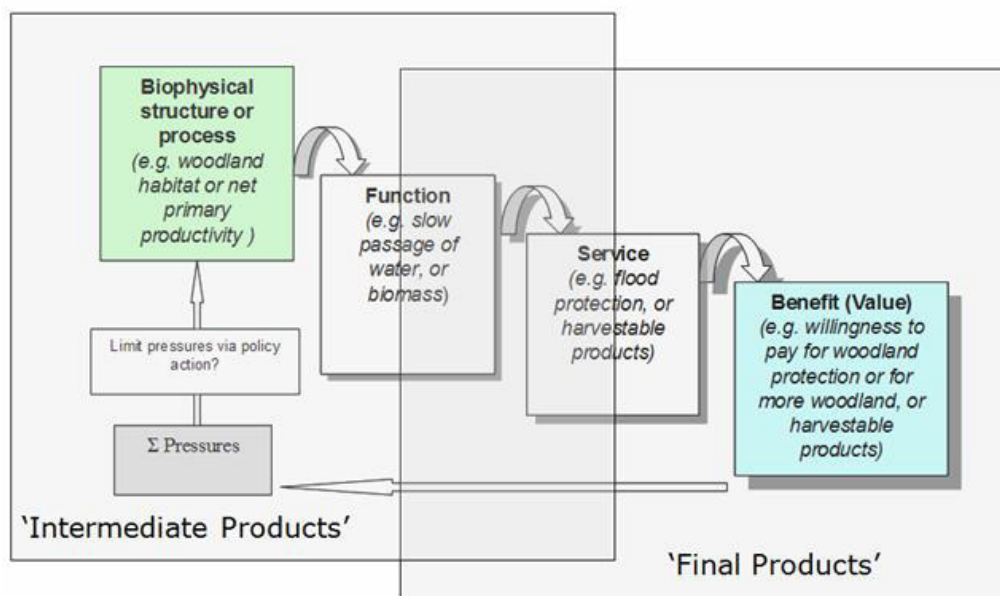 Biophysical
structure or
process
(e.g. woodland
habitat or net
primary
productivity )
Function
(e.g. slow
passage of
water, or
biomass)
Service
(e.g. flood
protection, or
harvestable
products)
Benefit (Value)
(e.g. willingness to
pay for woodland
protection or for
more woodland, or
harvestable
products)
Limit pressures via policy
action?
Σ Pressures
‘Intermediate Products’
‘Final Products’